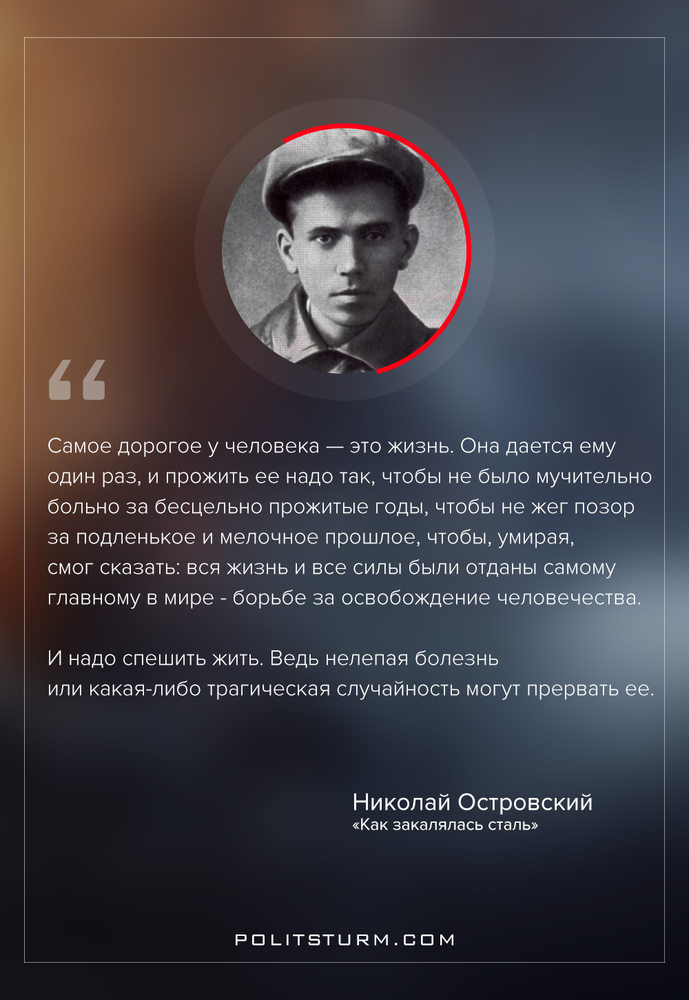 “
Самое дорогое у человека — это жизнь. Она дается ему
один раз, и прожить ее надо так, чтобы не было мучительно
больно за бесцельно прожитые годы, чтобы не жег позор
за подленькое и мелочное прошлое, чтобы, умирая,
смог сказать: вся жизнь и все силы были отданы самому
главному в мире - борьбе за освобождение человечества.
И надо спешить жить. Ведь нелепая болезнь
или какая-либо трагическая случайность могут прервать ее.
Николай Островский
«Как закалялась сталь»
POLITSTURM.COM